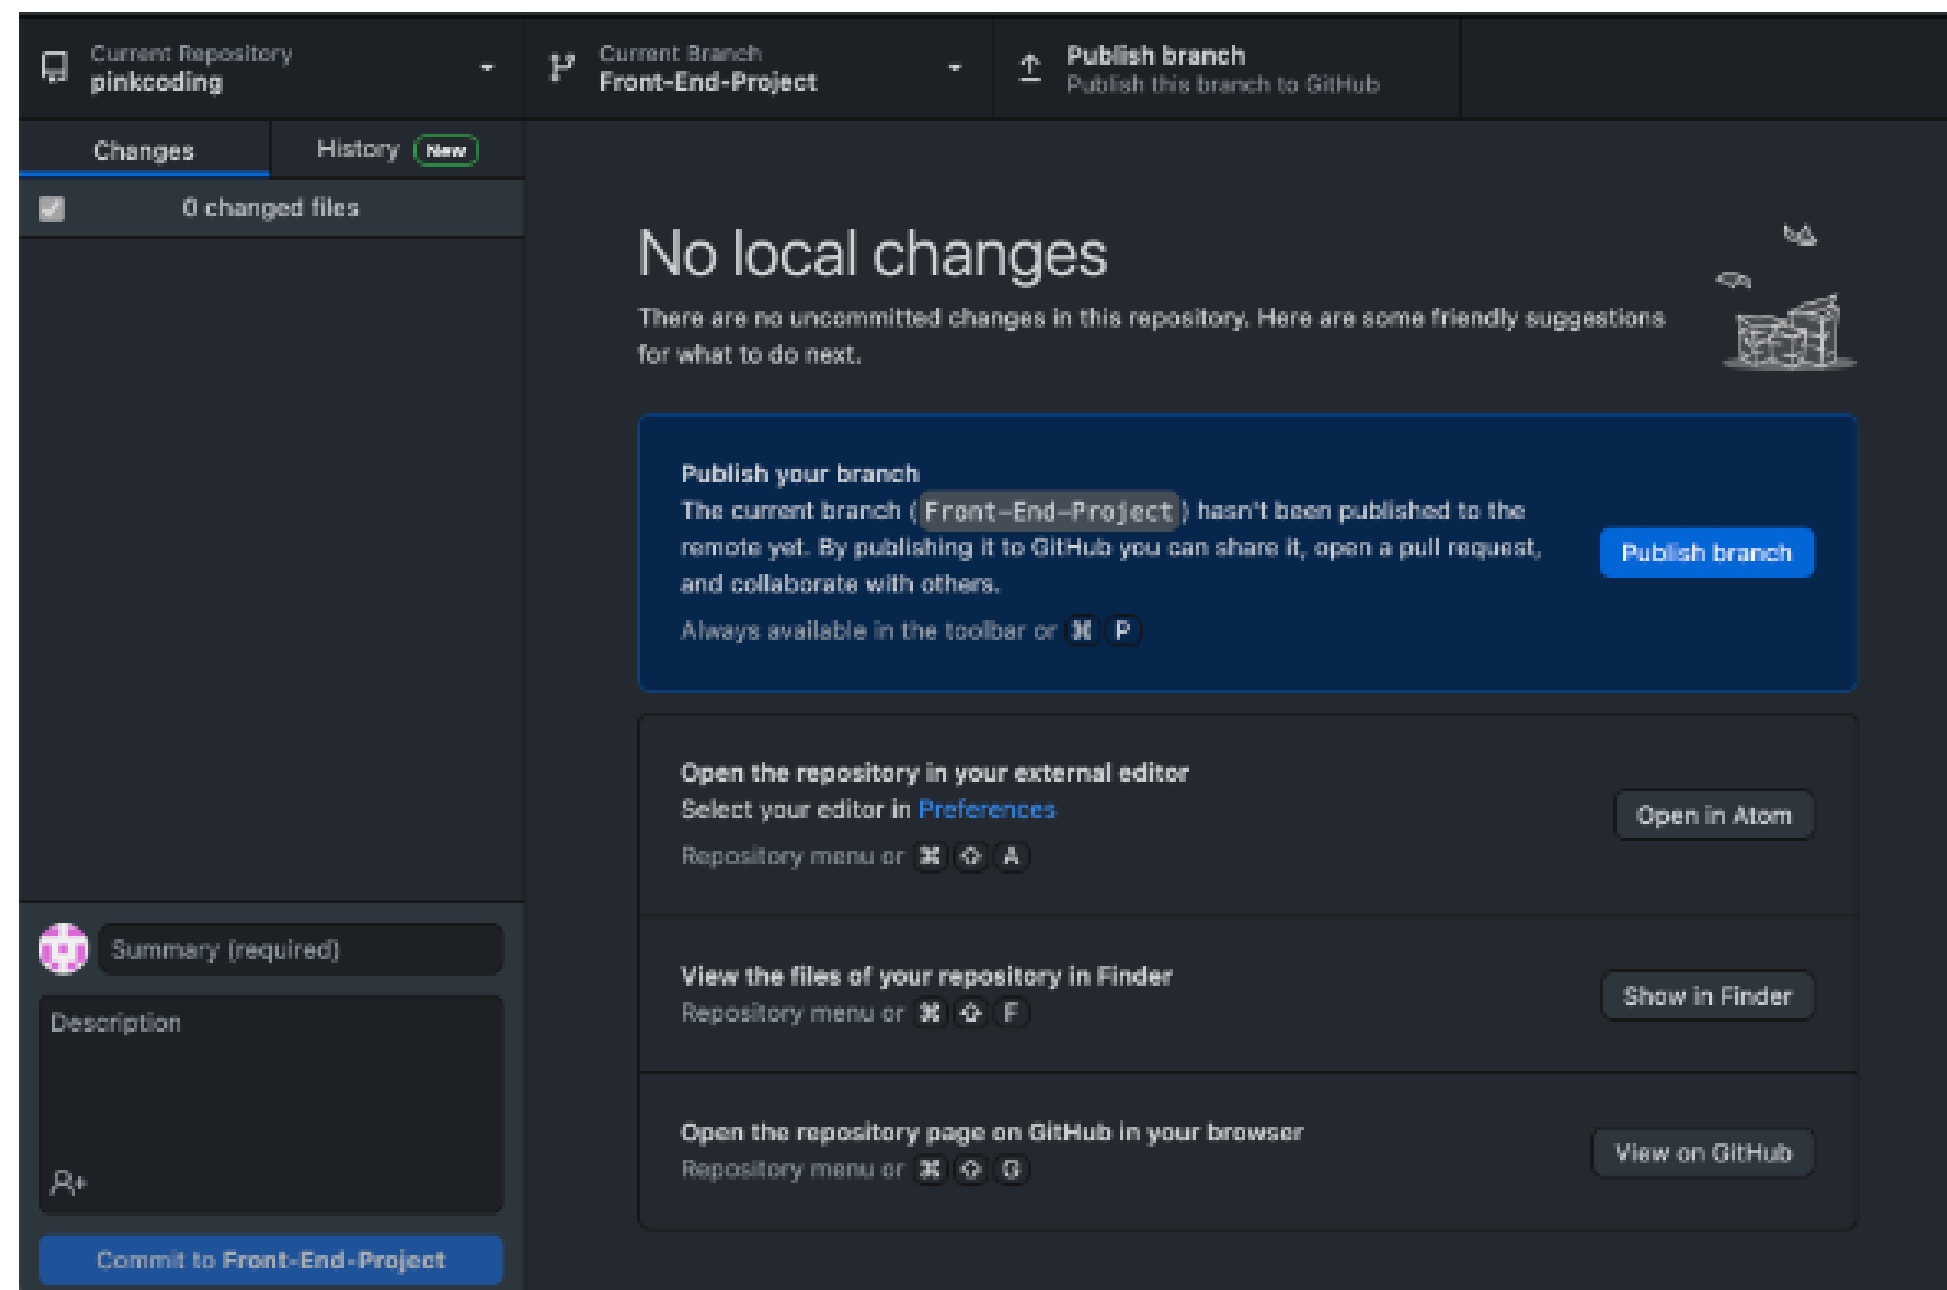 Current Repository
pinkcoding
Current Branch
Front-End-Project
Publish branch
Publish this branch to GitHub
Changes
History New
0 changed files
No local changes
There are no uncommitted changes in this repository. Here are some friendly suggestions
for what to do next.
Publish your branch
The current branch (Front-End-Project) hasn't been published to the
remote yet. By publishing it to GitHub you can share it, open a pull request,
and collaborate with others.
Always available in the toolbar or ⌘ P
Publish branch
Open the repository in your external editor
Select your editor in Preferences
Repository menu or ⌘ ⇧ A
Open in Atom
View the files of your repository in Finder
Repository menu or ⌘ ⇧ F
Show in Finder
Open the repository page on GitHub in your browser
Repository menu or ⌘ ⇧ G
View on GitHub
Summary (required)
Description
Commit to Front-End-Project